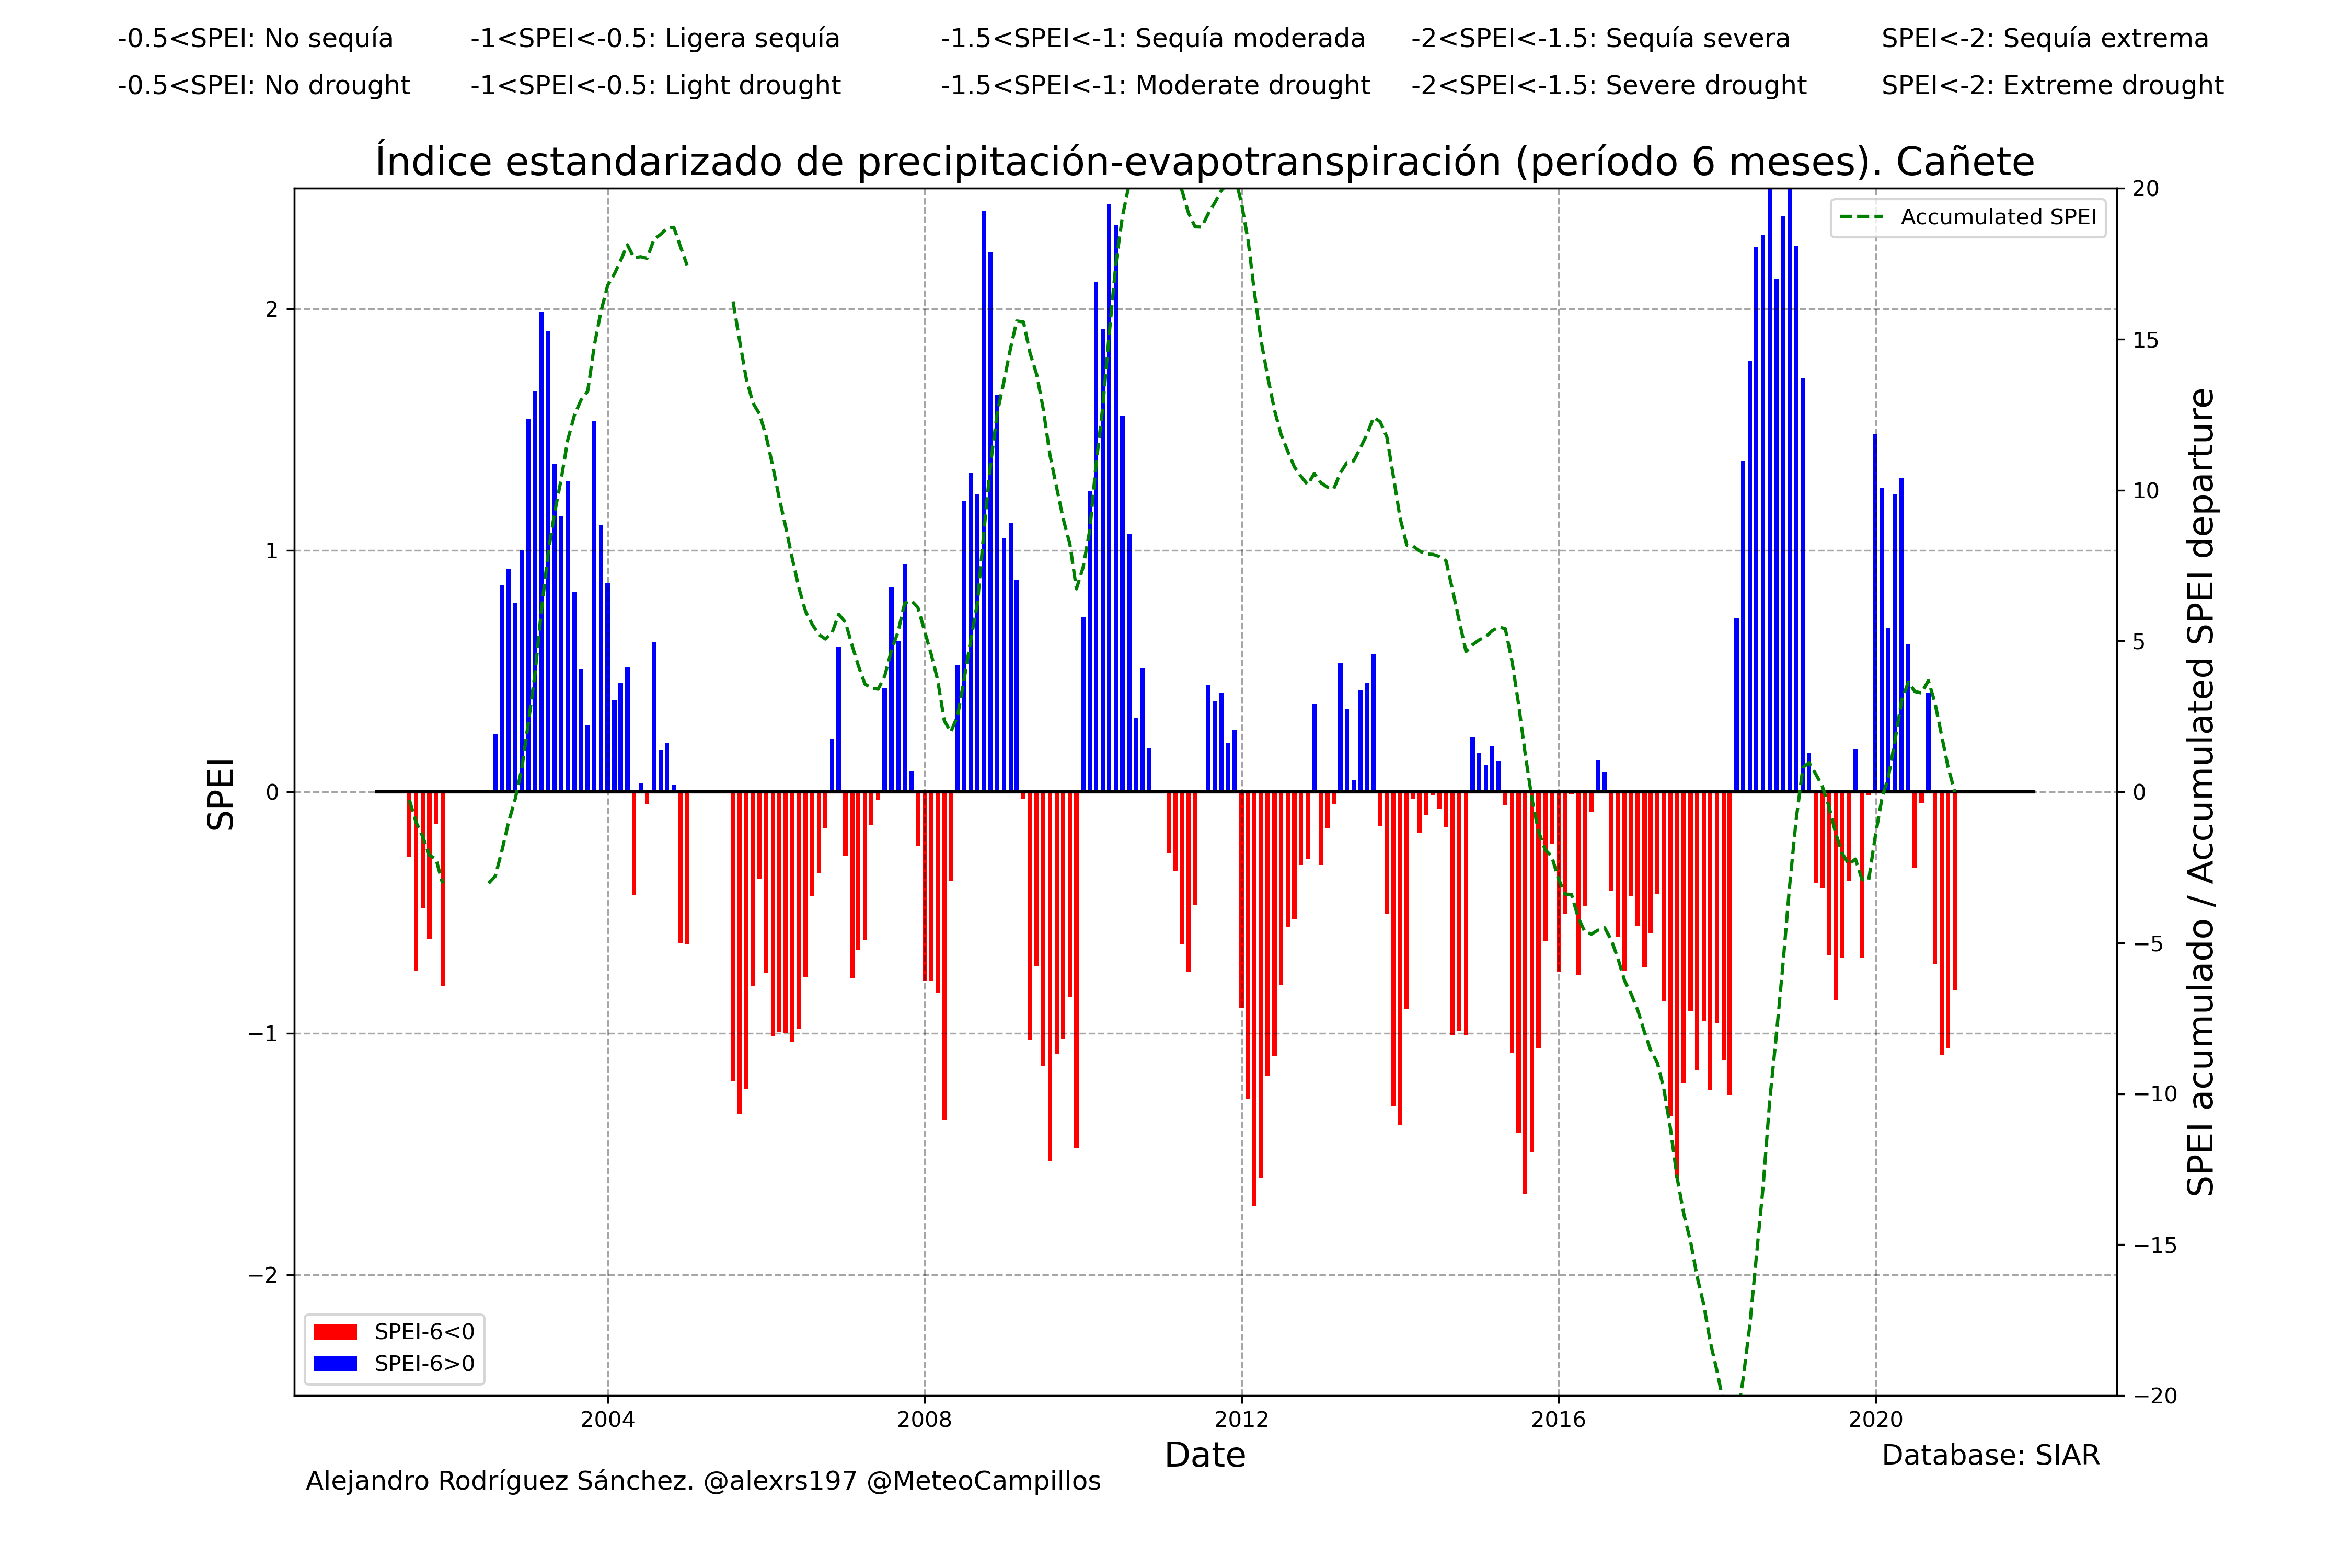 -0.5<SPEI: No sequía -1<SPEI<-0.5: Ligera sequía -1.5<SPEI<-1: Sequía moderada -2<SPEI<-1.5: Sequía severa SPEI<-2: Sequía extrema
-0.5<SPEI: No drought -1<SPEI<-0.5: Light drought -1.5<SPEI<-1: Moderate drought -2<SPEI<-1.5: Severe drought SPEI<-2: Extreme drought
Índice estandarizado de precipitación-evapotranspiración (período 6 meses). Cañete
Accumulated SPEI
SPEI
2
1
0
−1
−2
20
15
10
5
0
−5
−10
−15
−20
SPEI acumulado / Accumulated SPEI departure
SPEI-6<0
SPEI-6>0
2004 2008 2012 2016 2020
Date
Database: SIAR
Alejandro Rodríguez Sánchez. @alexrs197 @MeteoCampillos